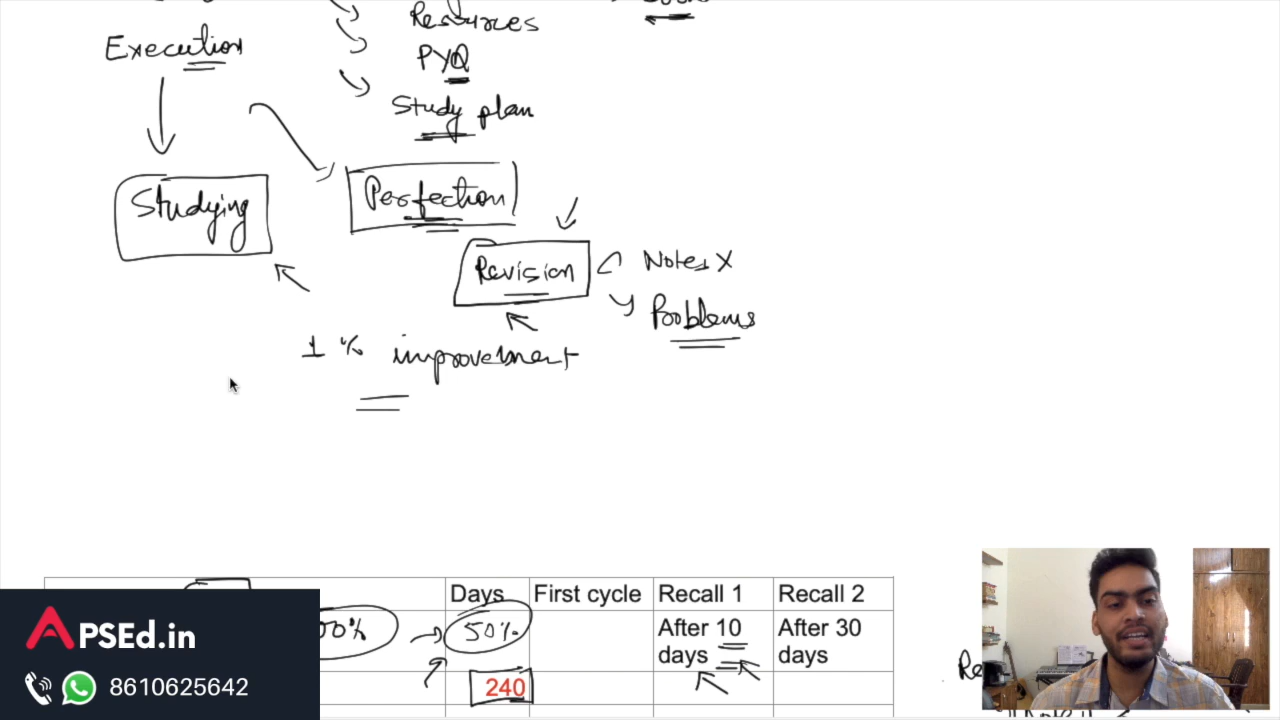 Resources
Execution
PYQ
Study plan
Studying
Perfection
Revision
Notes X
Problems
1 % improvement
Days First cycle Recall 1 Recall 2
50% After 10 days After 30 days
240
APSEd.in
8610625642